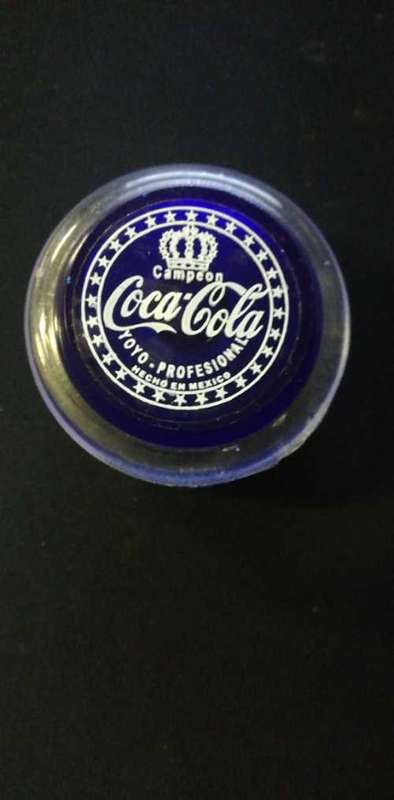 Campeon
Coca-Cola
YOYO - PROFESIONAL
HECHO EN MEXICO